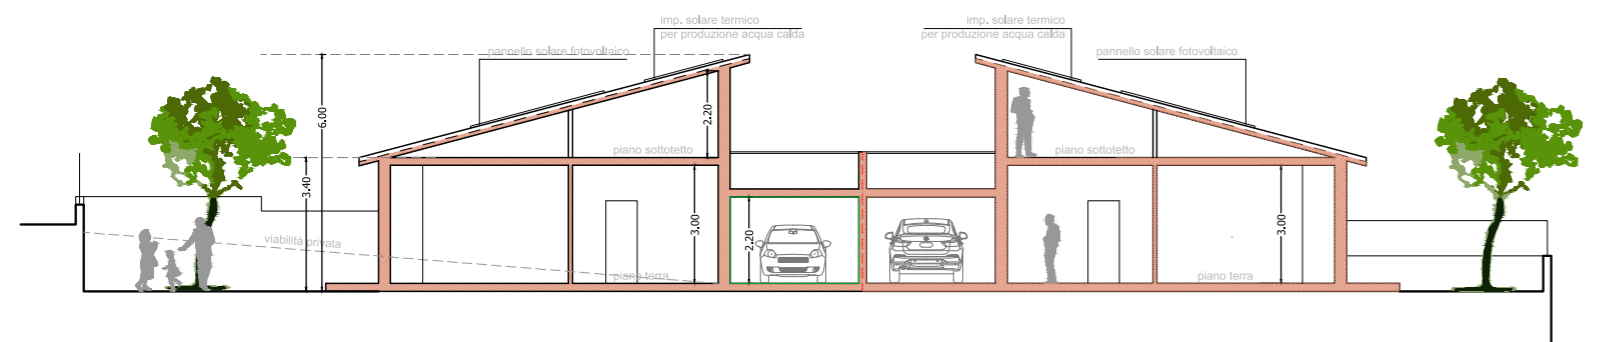 imp. solare termico
per produzione acqua calda
imp. solare termico
per produzione acqua calda
pannello solare fotovoltaico
pannello solare fotovoltaico
6.00
2.20
piano sottotetto
piano sottotetto
3.40
3.00
2.20
3.00
viabilità privata
piano terra
piano terra